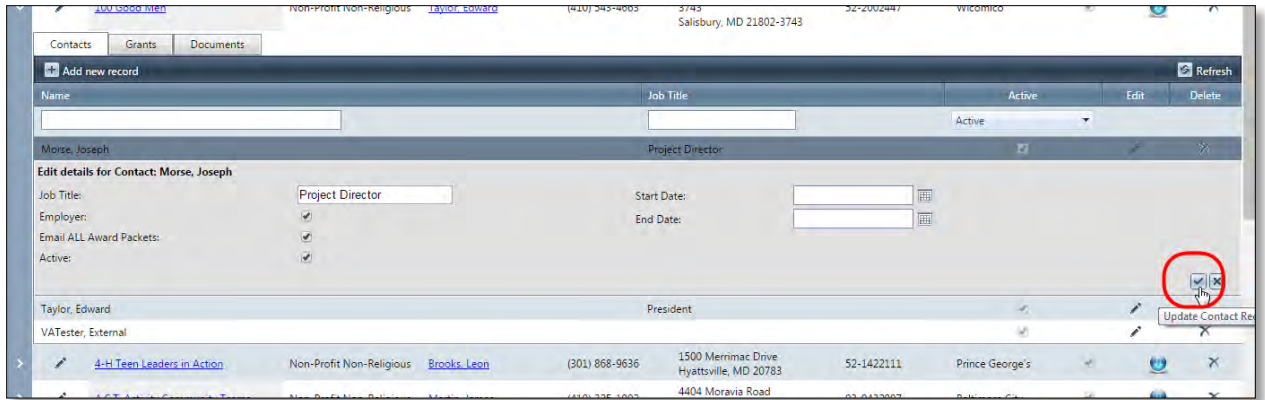 100 Good Men Non-Profit Non-Religious Taylor, Edward (410) 543-4663 3743 52-2002447 Wicomico
Salisbury, MD 21802-3743
Contacts Grants Documents
Add new record Refresh
Name Job Title Active Edit Delete
Active
Morse, Joseph Project Director
Edit details for Contact: Morse, Joseph
Job Title: Project Director Start Date:
Employer: End Date:
Email ALL Award Packets:
Active:
Taylor, Edward President
Update Contact Rec
VATester, External
4-H Teen Leaders in Action Non-Profit Non-Religious Brooks, Leon (301) 868-9636 1500 Merrimac Drive 52-1422111 Prince George's
Hyattsville, MD 20783
4404 Moravia Road